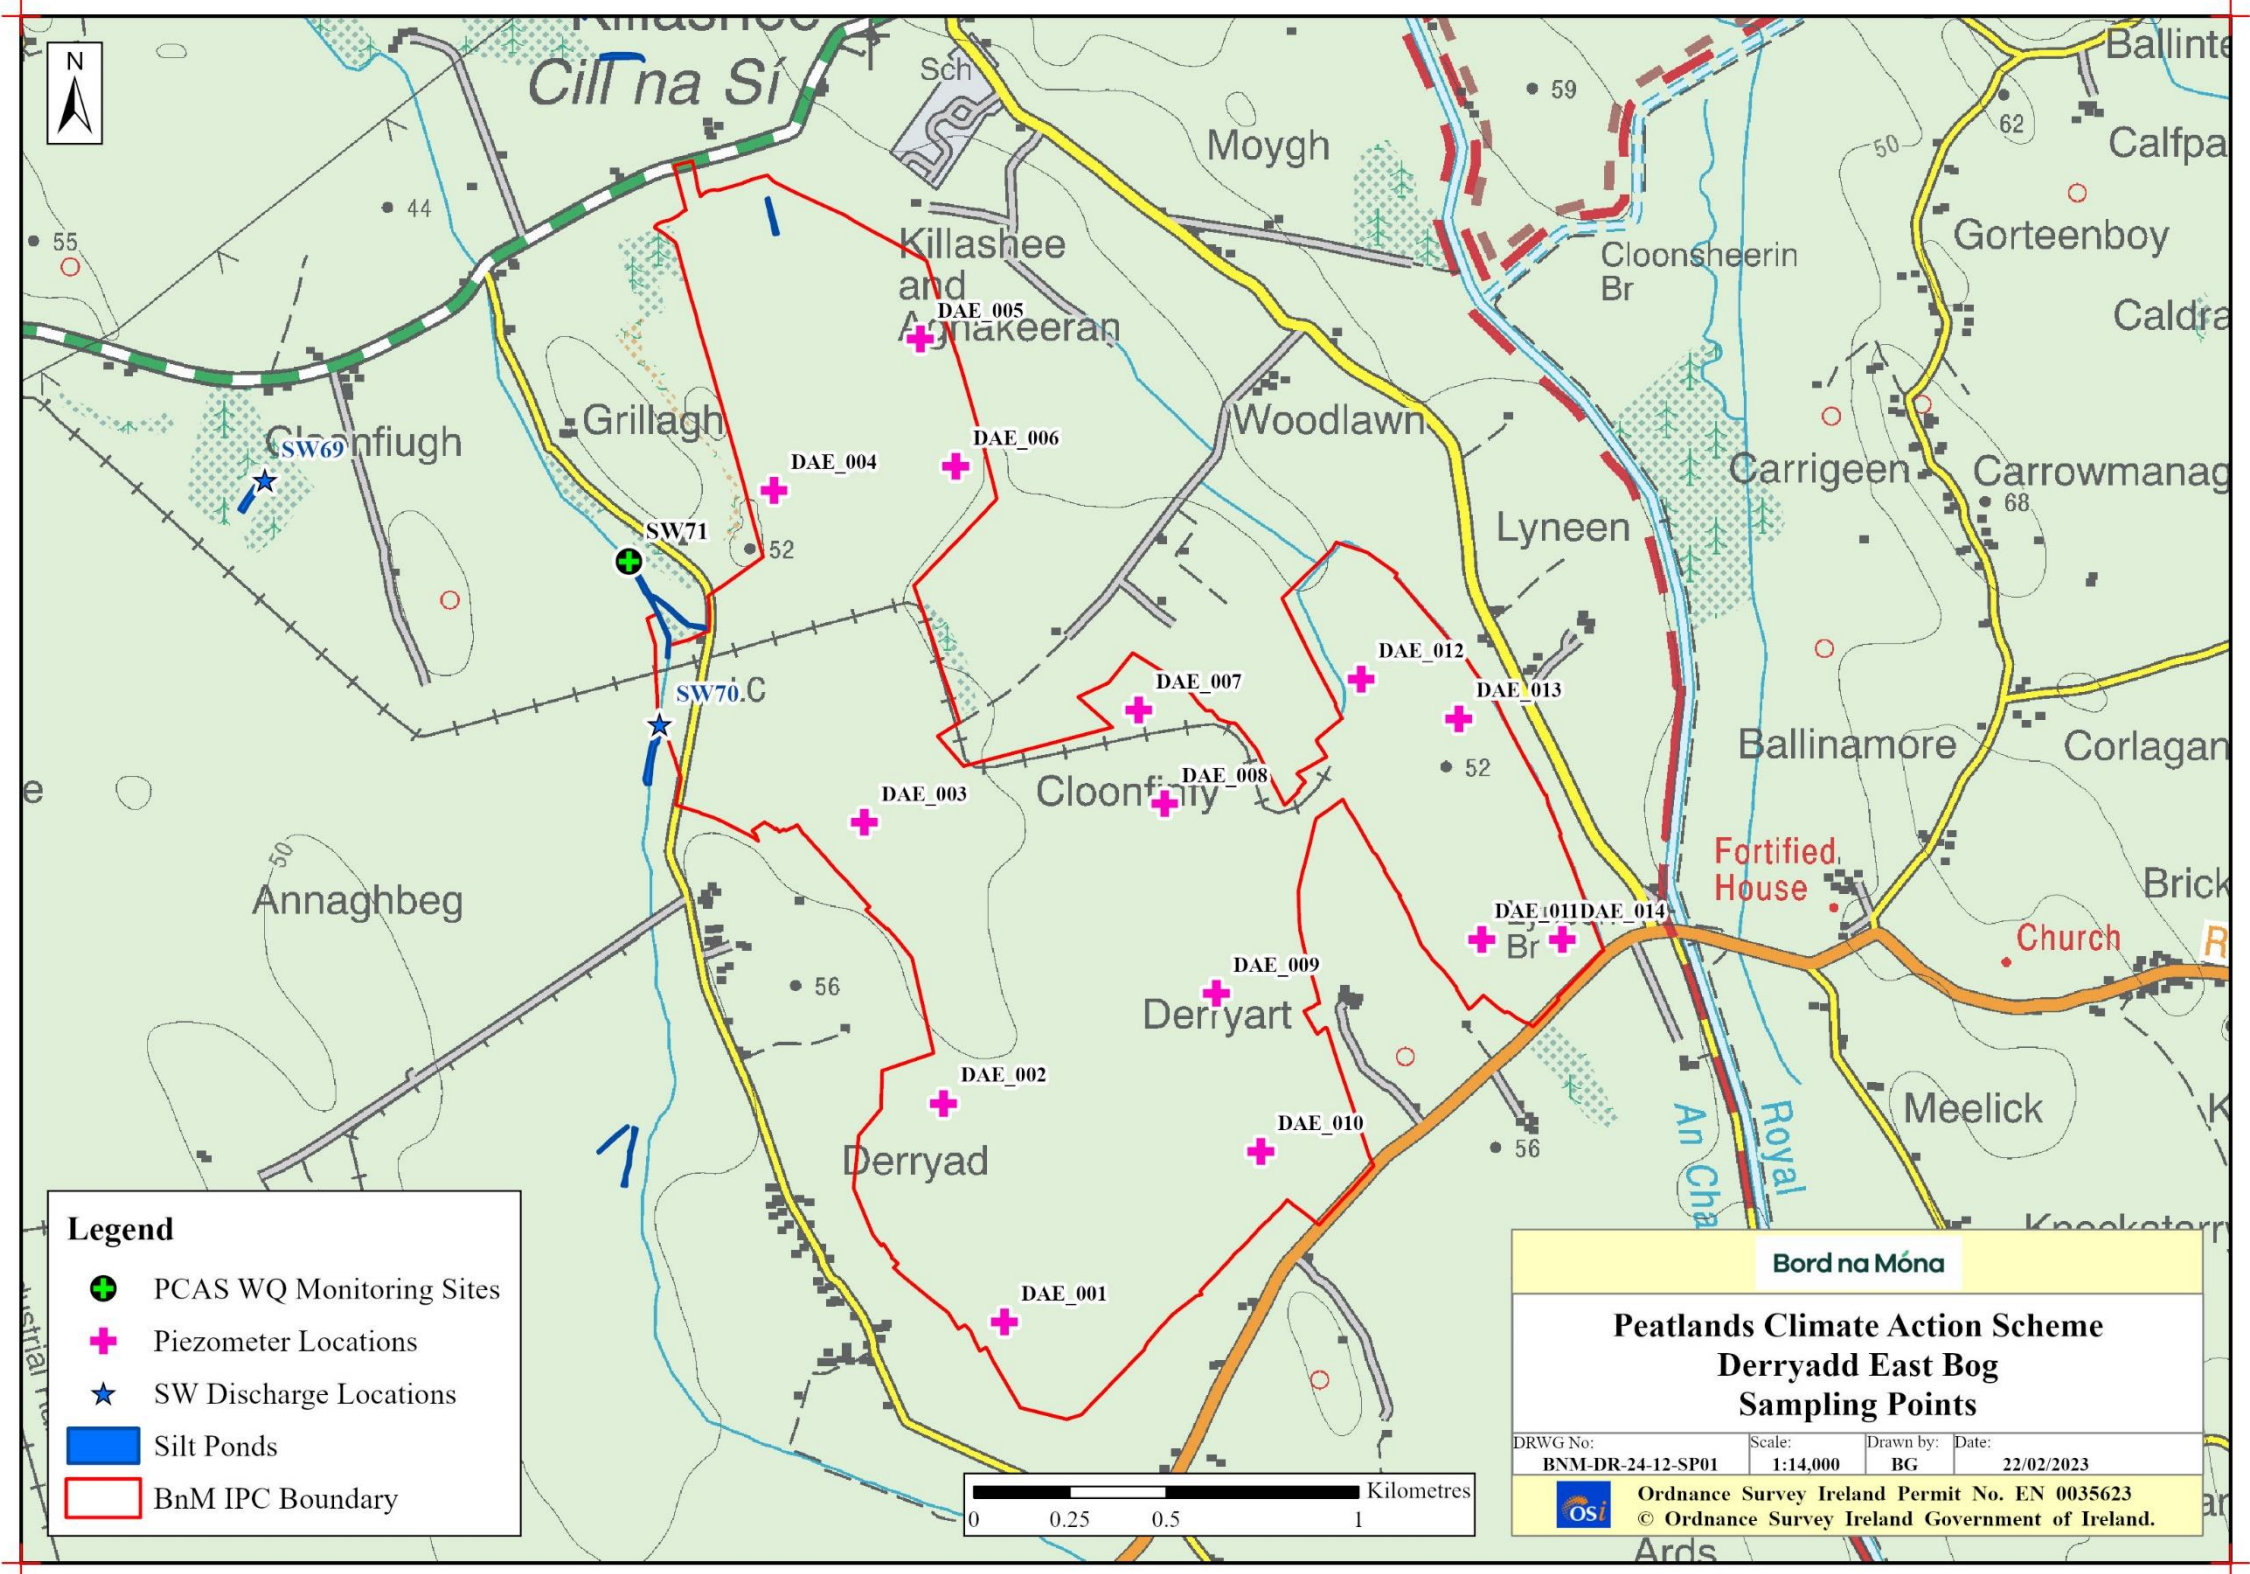 Killashee
Cill na Sí
N
Sch
59
Ballinte
62
Calfpa
Moygh
50
44
55
Killashee
and
Aghakeeran
DAE_005
Cloonsheerin
Br
Gorteenboy
Caldra
Grillagh
Woodlawn
Cloonfiugh
SW69
DAE_006
DAE_004
Carrigeen
Carrowmanag
68
SW71
52
Lyneen
SW70
LC
DAE_007
DAE_012
DAE_013
Ballinamore
Corlagan
52
e
DAE_003
Cloonfinfy
DAE_008
50
Annaghbeg
Fortified
House
Brick
DAE_011
DAE_014
Br
Church
R
56
DAE_009
Derryart
DAE_002
DAE_010
Derryad
56
Meelick
K
Royal
An Cha
DAE_001
Legend
PCAS WQ Monitoring Sites
Piezometer Locations
SW Discharge Locations
Silt Ponds
BnM IPC Boundary
Kilometres
0 0.25 0.5 1
Bord na Móna
Peatlands Climate Action Scheme
Derryadd East Bog
Sampling Points
DRWG No: Scale: Drawn by: Date:
BNM-DR-24-12-SP01 1:14,000 BG 22/02/2023
osi
Ordnance Survey Ireland Permit No. EN 0035623
© Ordnance Survey Ireland Government of Ireland.
Ards